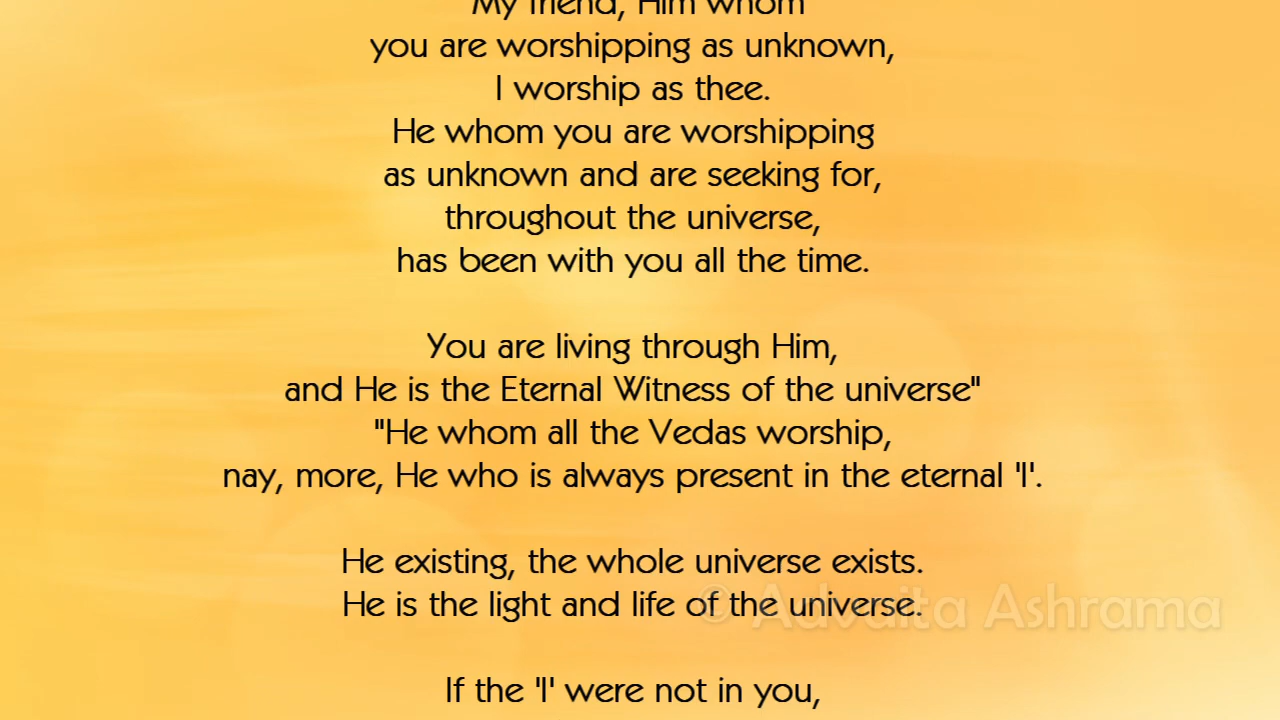 My friend, Him whom
you are worshipping as unknown,
I worship as thee.
He whom you are worshipping
as unknown and are seeking for,
throughout the universe,
has been with you all the time.
You are living through Him,
and He is the Eternal Witness of the universe"
"He whom all the Vedas worship,
nay, more, He who is always present in the eternal 'I'.
He existing, the whole universe exists.
He is the light and life of the universe.
© Advaita Ashrama
If the 'I' were not in you,